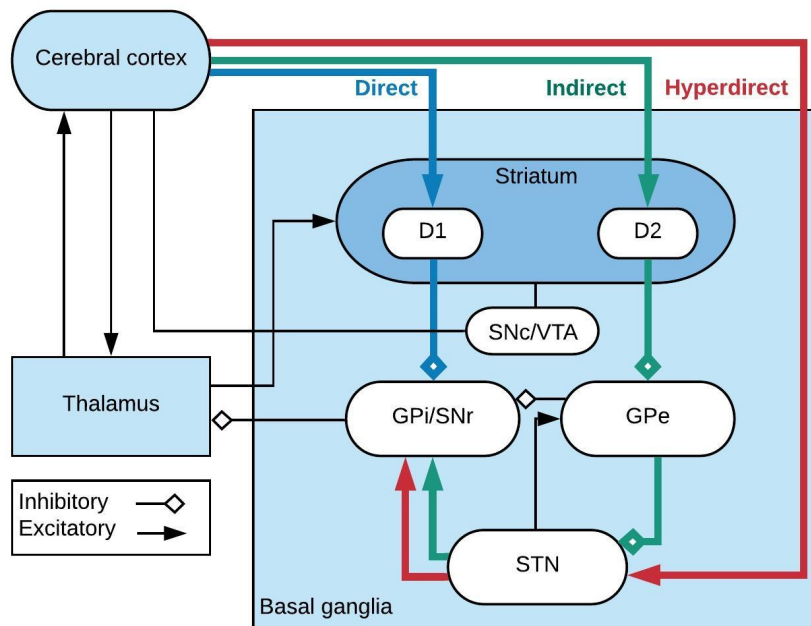 Cerebral cortex
Direct
Indirect
Hyperdirect
Striatum
D1
D2
SNc/VTA
Thalamus
GPi/SNr
GPe
Inhibitory
Excitatory
STN
Basal ganglia